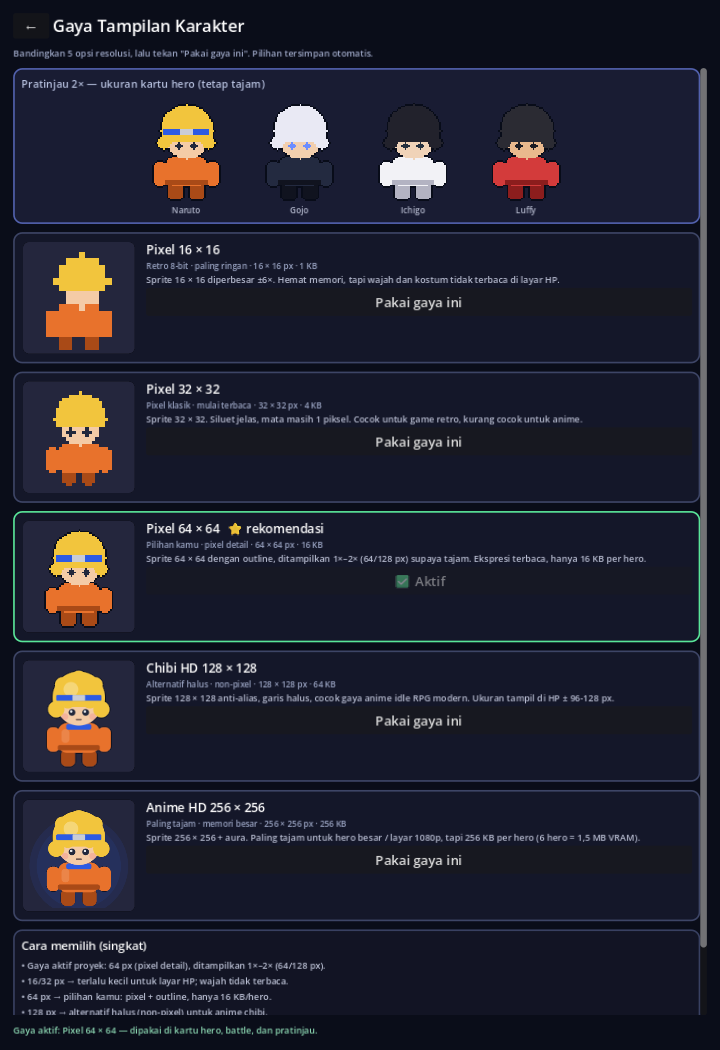 ← Gaya Tampilan Karakter
Bandingkan 5 opsi resolusi, lalu tekan "Pakai gaya ini". Pilihan tersimpan otomatis.
Pratinjau 2× — ukuran kartu hero (tetap tajam)
Naruto Gojo Ichigo Luffy
Pixel 16 × 16
Retro 8-bit · paling ringan · 16 × 16 px · 1 KB
Sprite 16 × 16 diperbesar ±6×. Hemat memori, tapi wajah dan kostum tidak terbaca di layar HP.
Pakai gaya ini
Pixel 32 × 32
Pixel klasik · mulai terbaca · 32 × 32 px · 4 KB
Sprite 32 × 32. Siluet jelas, mata masih 1 piksel. Cocok untuk game retro, kurang cocok untuk anime.
Pakai gaya ini
Pixel 64 × 64 ⭐ rekomendasi
Pilihan kamu · pixel detail · 64 × 64 px · 16 KB
Sprite 64 × 64 dengan outline, ditampilkan 1×–2× (64/128 px) supaya tajam. Ekspresi terbaca, hanya 16 KB per hero.
✅ Aktif
Chibi HD 128 × 128
Alternatif halus · non-pixel · 128 × 128 px · 64 KB
Sprite 128 × 128 anti-alias, garis halus, cocok gaya anime idle RPG modern. Ukuran tampil di HP ± 96-128 px.
Pakai gaya ini
Anime HD 256 × 256
Paling tajam · memori besar · 256 × 256 px · 256 KB
Sprite 256 × 256 + aura. Paling tajam untuk hero besar / layar 1080p, tapi 256 KB per hero (6 hero = 1,5 MB VRAM).
Pakai gaya ini
Cara memilih (singkat)
• Gaya aktif proyek: 64 px (pixel detail), ditampilkan 1×–2× (64/128 px).
• 16/32 px → terlalu kecil untuk layar HP; wajah tidak terbaca.
• 64 px → pilihan kamu: pixel + outline, hanya 16 KB/hero.
• 128 px → alternatif halus (non-pixel) untuk anime chibi.
Gaya aktif: Pixel 64 × 64 — dipakai di kartu hero, battle, dan pratinjau.